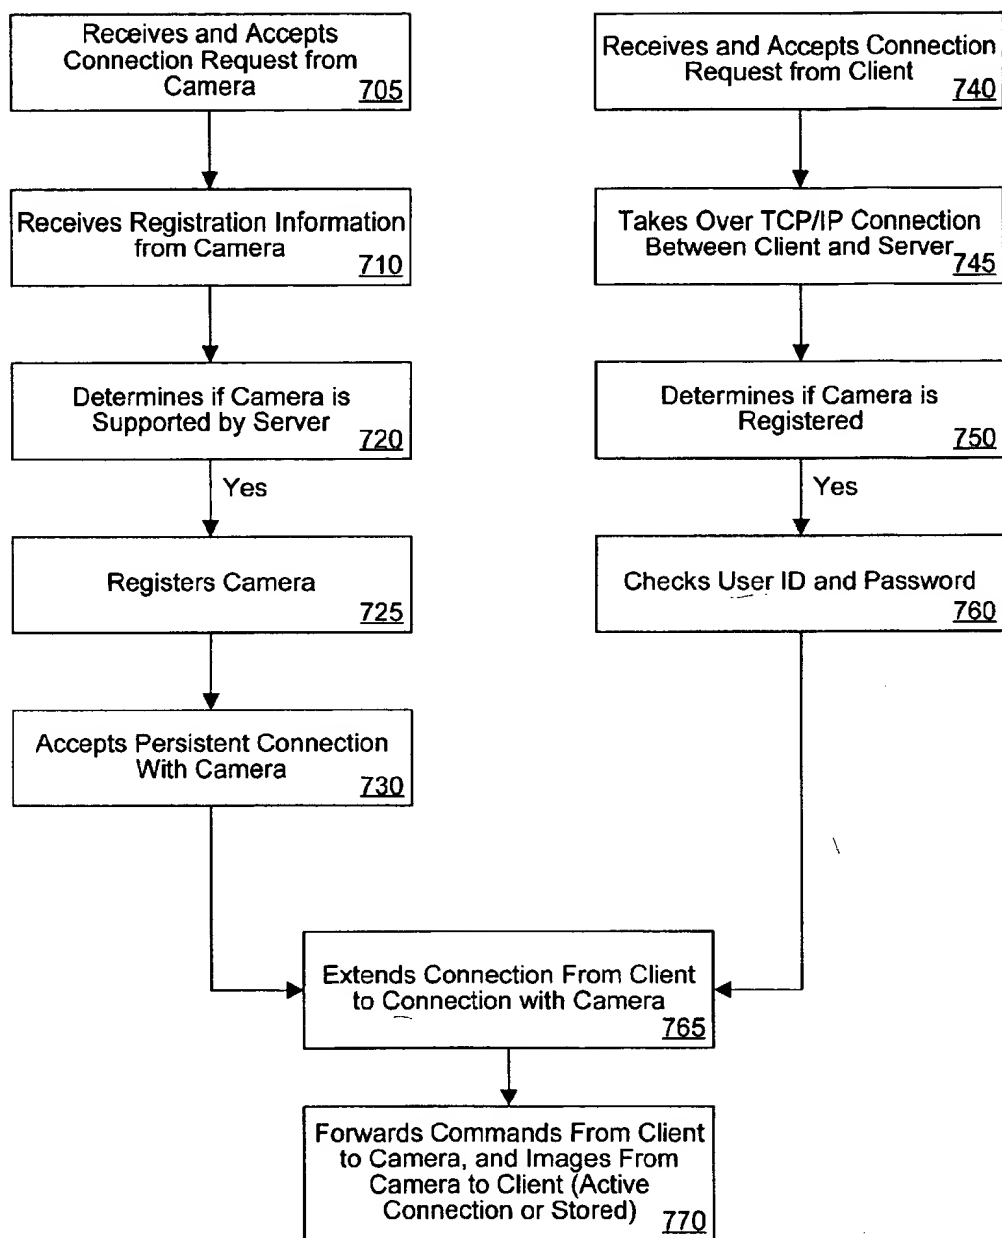 Receives and Accepts
Connection Request from
Camera
705
Receives Registration Information
from Camera
710
Determines if Camera is
Supported by Server
720
Yes
Registers Camera
725
Accepts Persistent Connection
With Camera
730
Receives and Accepts Connection
Request from Client
740
Takes Over TCP/IP Connection
Between Client and Server
745
Determines if Camera is
Registered
750
Yes
Checks User ID and Password
760
Extends Connection From Client
to Connection with Camera
765
Forwards Commands From Client
to Camera, and Images From
Camera to Client (Active
Connection or Stored)
770